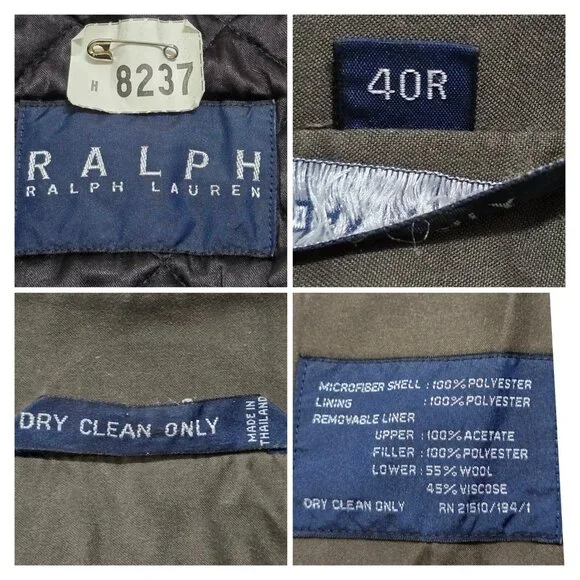 H 8237
RALPH
RALPH LAUREN
40R
DRY CLEAN ONLY
MADE IN
THAILAND
MICROFIBER SHELL : 100% POLYESTER
LINING : 100% POLYESTER
REMOVABLE LINER
UPPER : 100% ACETATE
FILLER : 100% POLYESTER
LOWER : 55% WOOL
45% VISCOSE
DRY CLEAN ONLY RN 21510/194/1